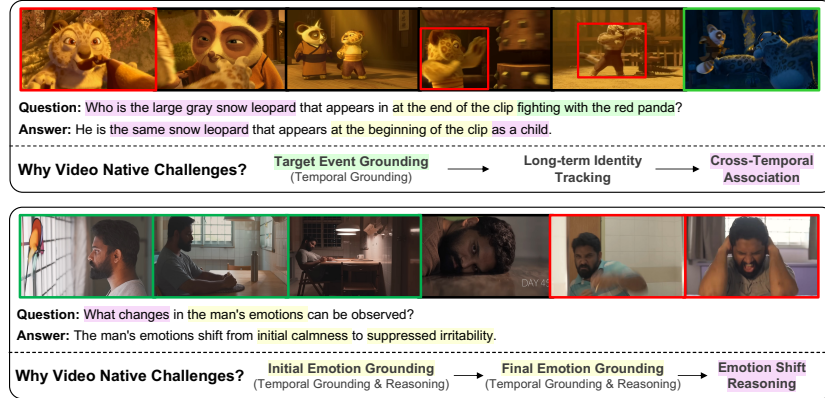 Question: Who is the large gray snow leopard that appears in at the end of the clip fighting with the red panda?
Answer: He is the same snow leopard that appears at the beginning of the clip as a child.
Why Video Native Challenges?
Target Event Grounding
(Temporal Grounding)
Long-term Identity
Tracking
Cross-Temporal
Association
DAY 45
Question: What changes in the man's emotions can be observed?
Answer: The man's emotions shift from initial calmness to suppressed irritability.
Why Video Native Challenges?
Initial Emotion Grounding
(Temporal Grounding & Reasoning)
Final Emotion Grounding
(Temporal Grounding & Reasoning)
Emotion Shift
Reasoning